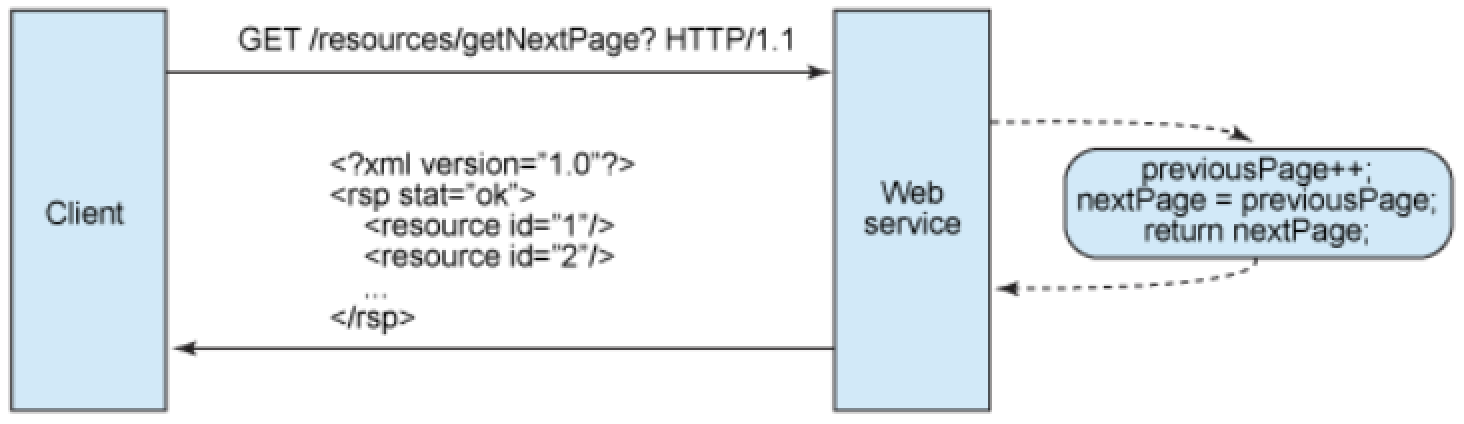 GET /resources/getNextPage? HTTP/1.1
Client
<?xml version="1.0"?>
<rsp stat="ok">
<resource id="1"/>
<resource id="2"/>
...
</rsp>
Web
service
previousPage++;
nextPage = previousPage;
return nextPage;